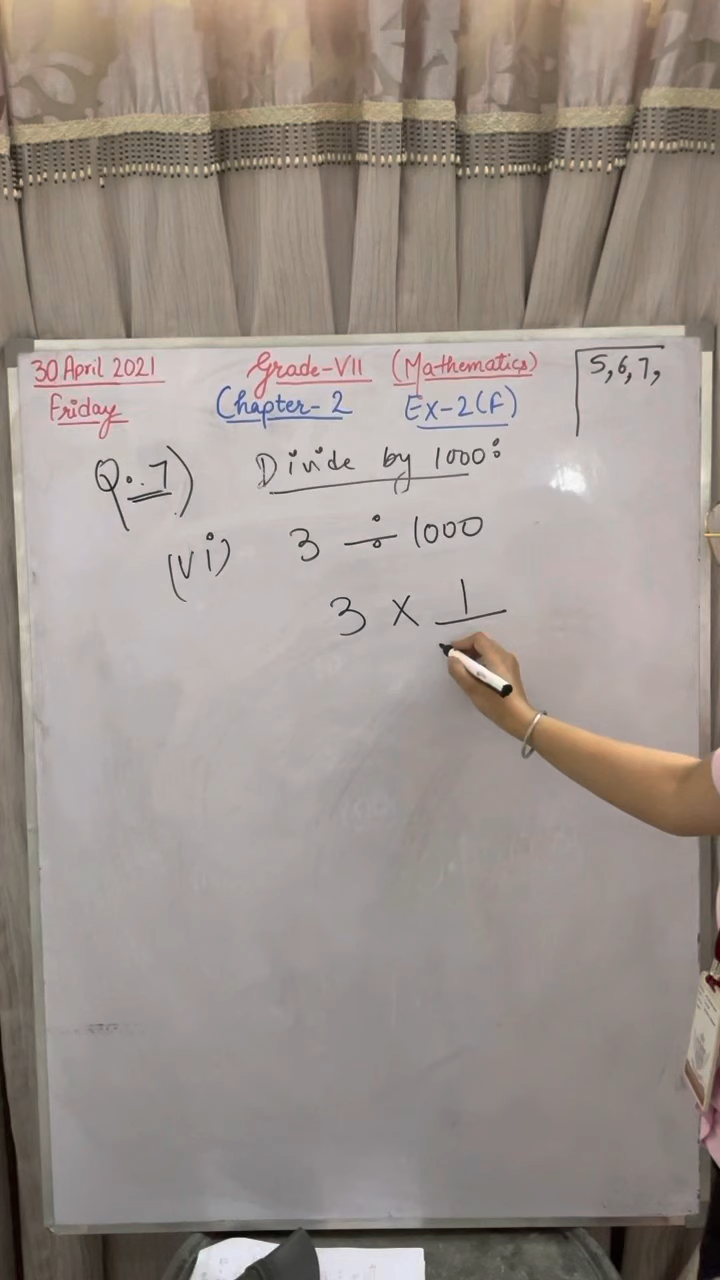 30 April 2021 Grade-VII (Mathematics) 5,6,7,
Friday Chapter-2 Ex-2(F)
Q.7) Divide by 1000:
(vi) 3 ÷ 1000
3 × 1